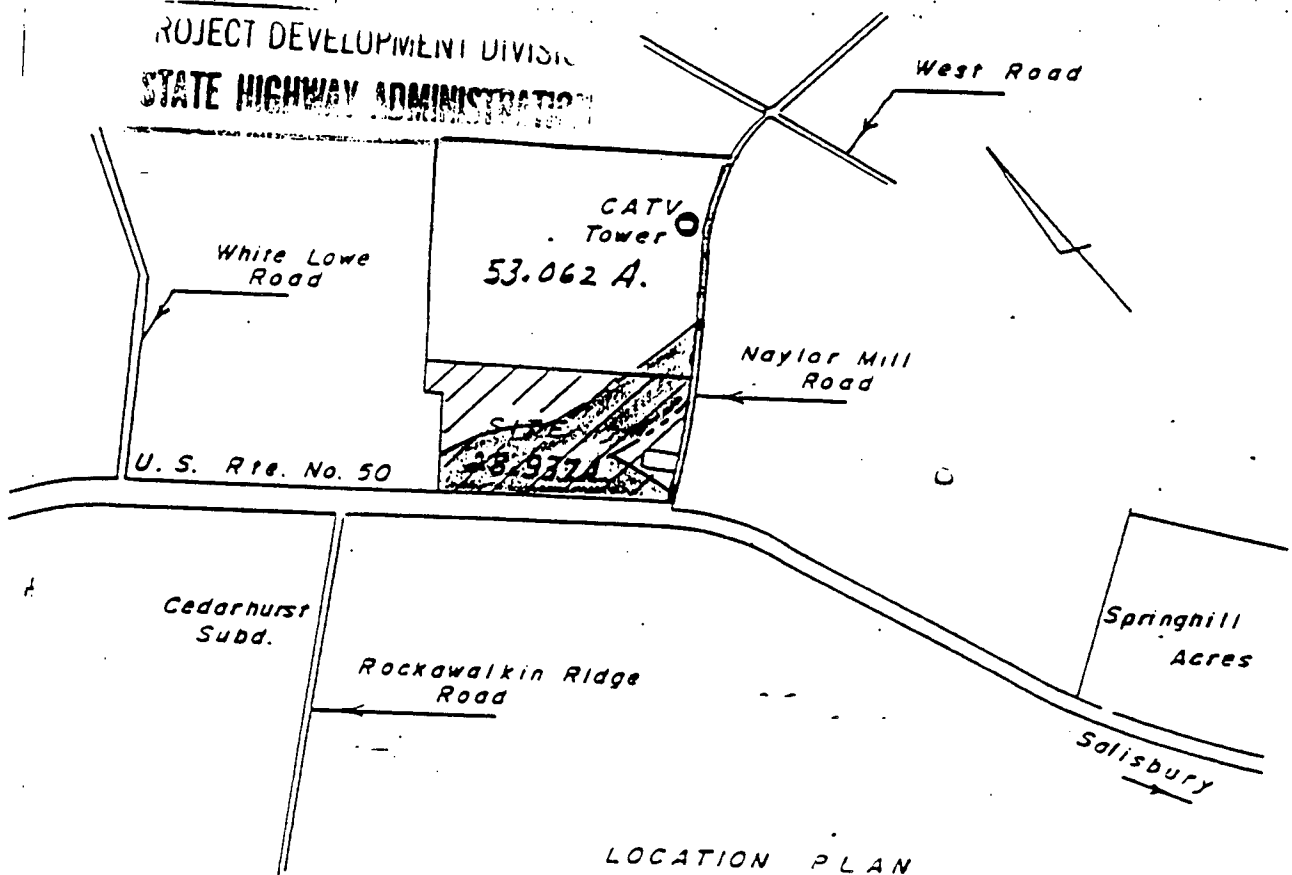 ROJECT DEVELOPMENT DIVISI
STATE HIGHWAY ADMINISTRATION
West Road
CATV
Tower
53.062 A.
White Lowe
Road
Naylor Mill
Road
SITE
U. S. Rte. No. 50
Cedarhurst
Subd.
Rockawalkin Ridge
Road
Springhill
Acres
Salisbury
LOCATION PLAN